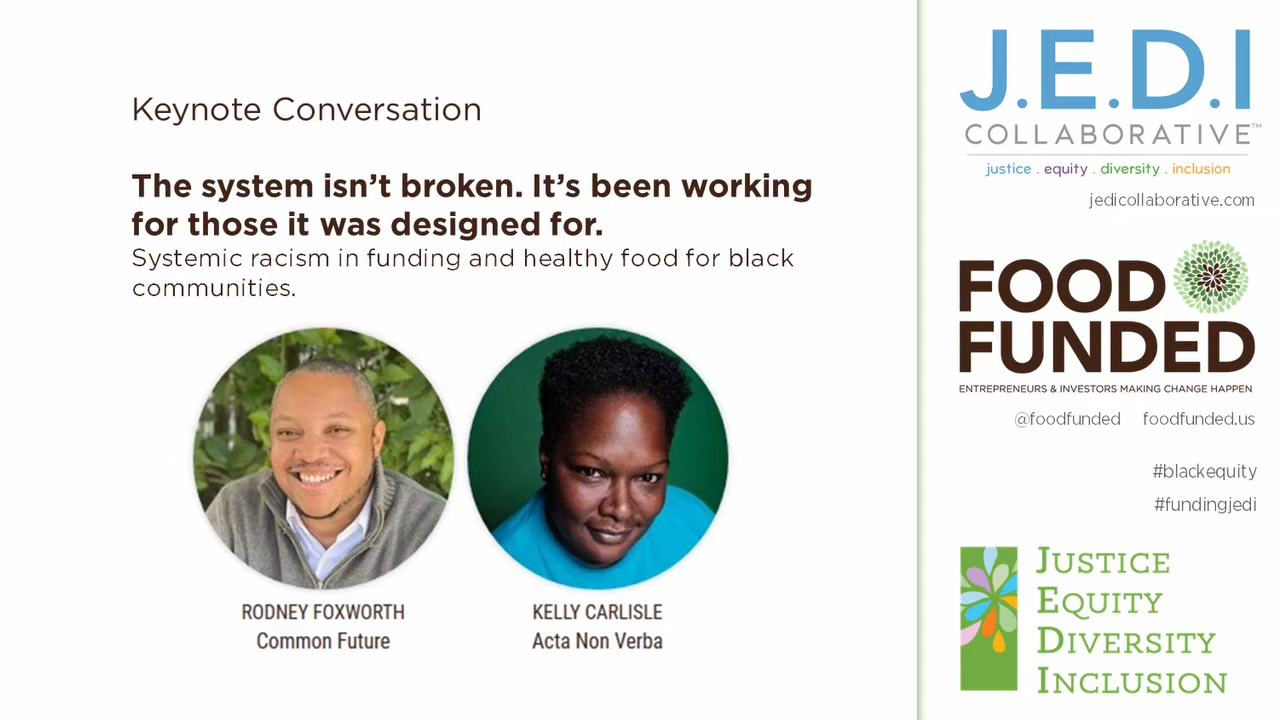 Keynote Conversation
The system isn't broken. It's been working
for those it was designed for.
Systemic racism in funding and healthy food for black
communities.
RODNEY FOXWORTH
Common Future
KELLY CARLISLE
Acta Non Verba
J.E.D.I
COLLABORATIVE™
justice . equity . diversity . inclusion
jedicollaborative.com
FOOD
FUNDED
ENTREPRENEURS & INVESTORS MAKING CHANGE HAPPEN
@foodfunded foodfunded.us
#blackequity
#fundingjedi
JUSTICE
EQUITY
DIVERSITY
INCLUSION